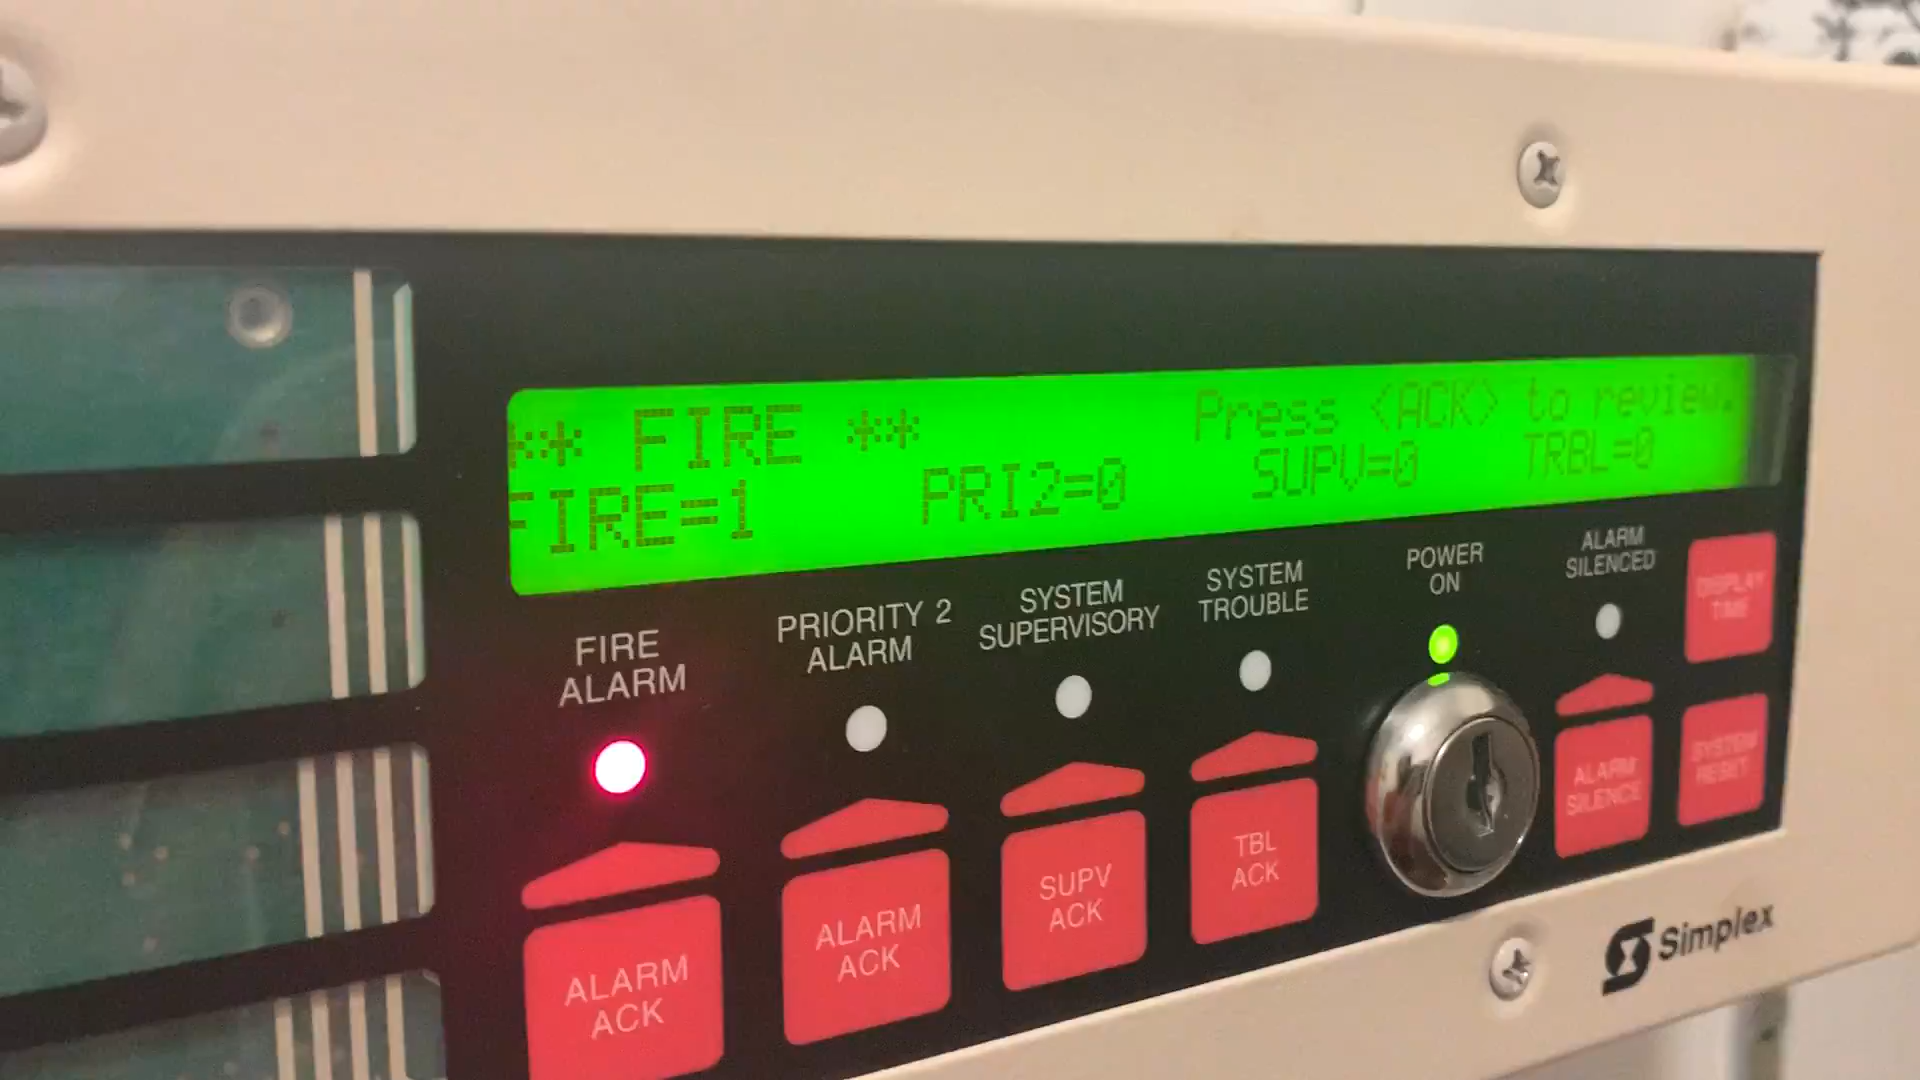 ** FIRE ** Press <ACK> to review.
FIRE=1 PRI2=0 SUPV=0 TRBL=0
FIRE
ALARM
PRIORITY 2
ALARM
SYSTEM
SUPERVISORY
SYSTEM
TROUBLE
POWER
ON
ALARM
SILENCED
DISPLAY
TIME
ALARM
ACK
ALARM
ACK
SUPV
ACK
TBL
ACK
ALARM
SILENCE
SYSTEM
RESET
Simplex